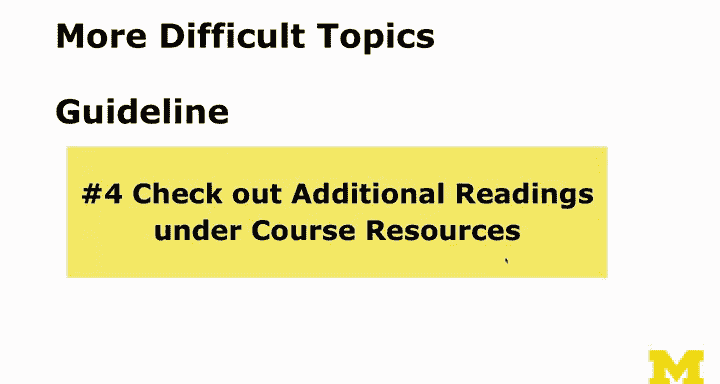 More Difficult Topics
Guideline
#4 Check out Additional Readings
under Course Resources
M